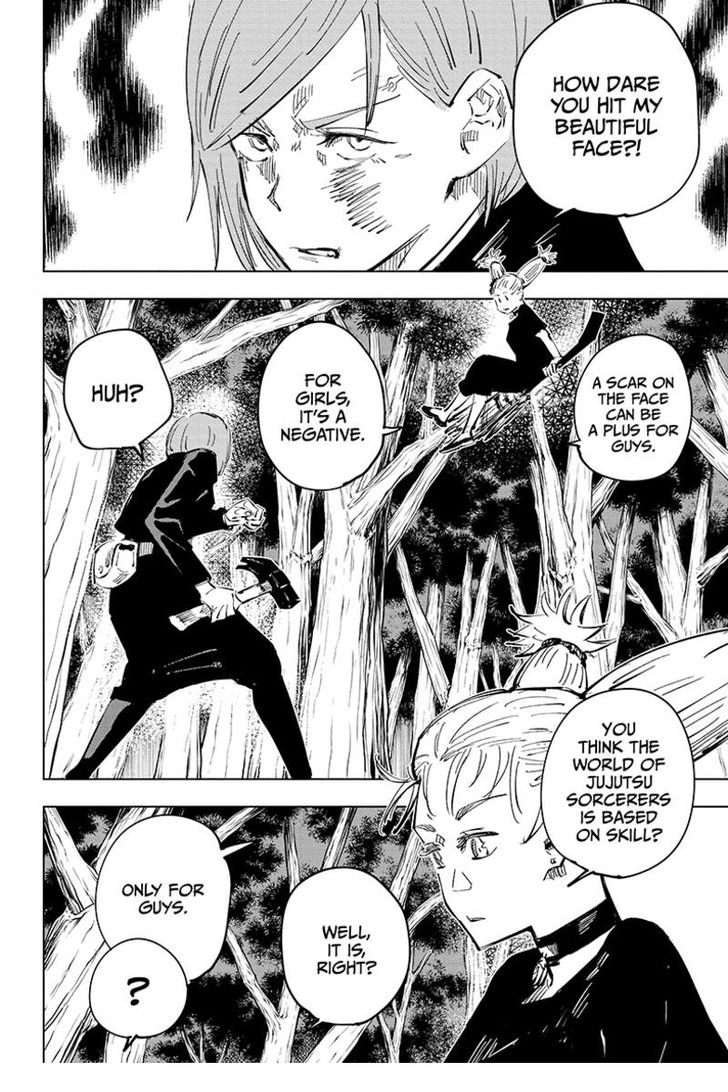 HOW DARE
YOU HIT MY
BEAUTIFUL
FACE?!
A SCAR ON
THE FACE
CAN BE
A PLUS FOR
GUYS.
FOR
GIRLS,
IT'S A
NEGATIVE.
HUH?
YOU
THINK THE
WORLD OF
JUJUTSU
SORCERERS
IS BASED
ON SKILL?
WELL,
IT IS,
RIGHT?
ONLY FOR
GUYS.
?